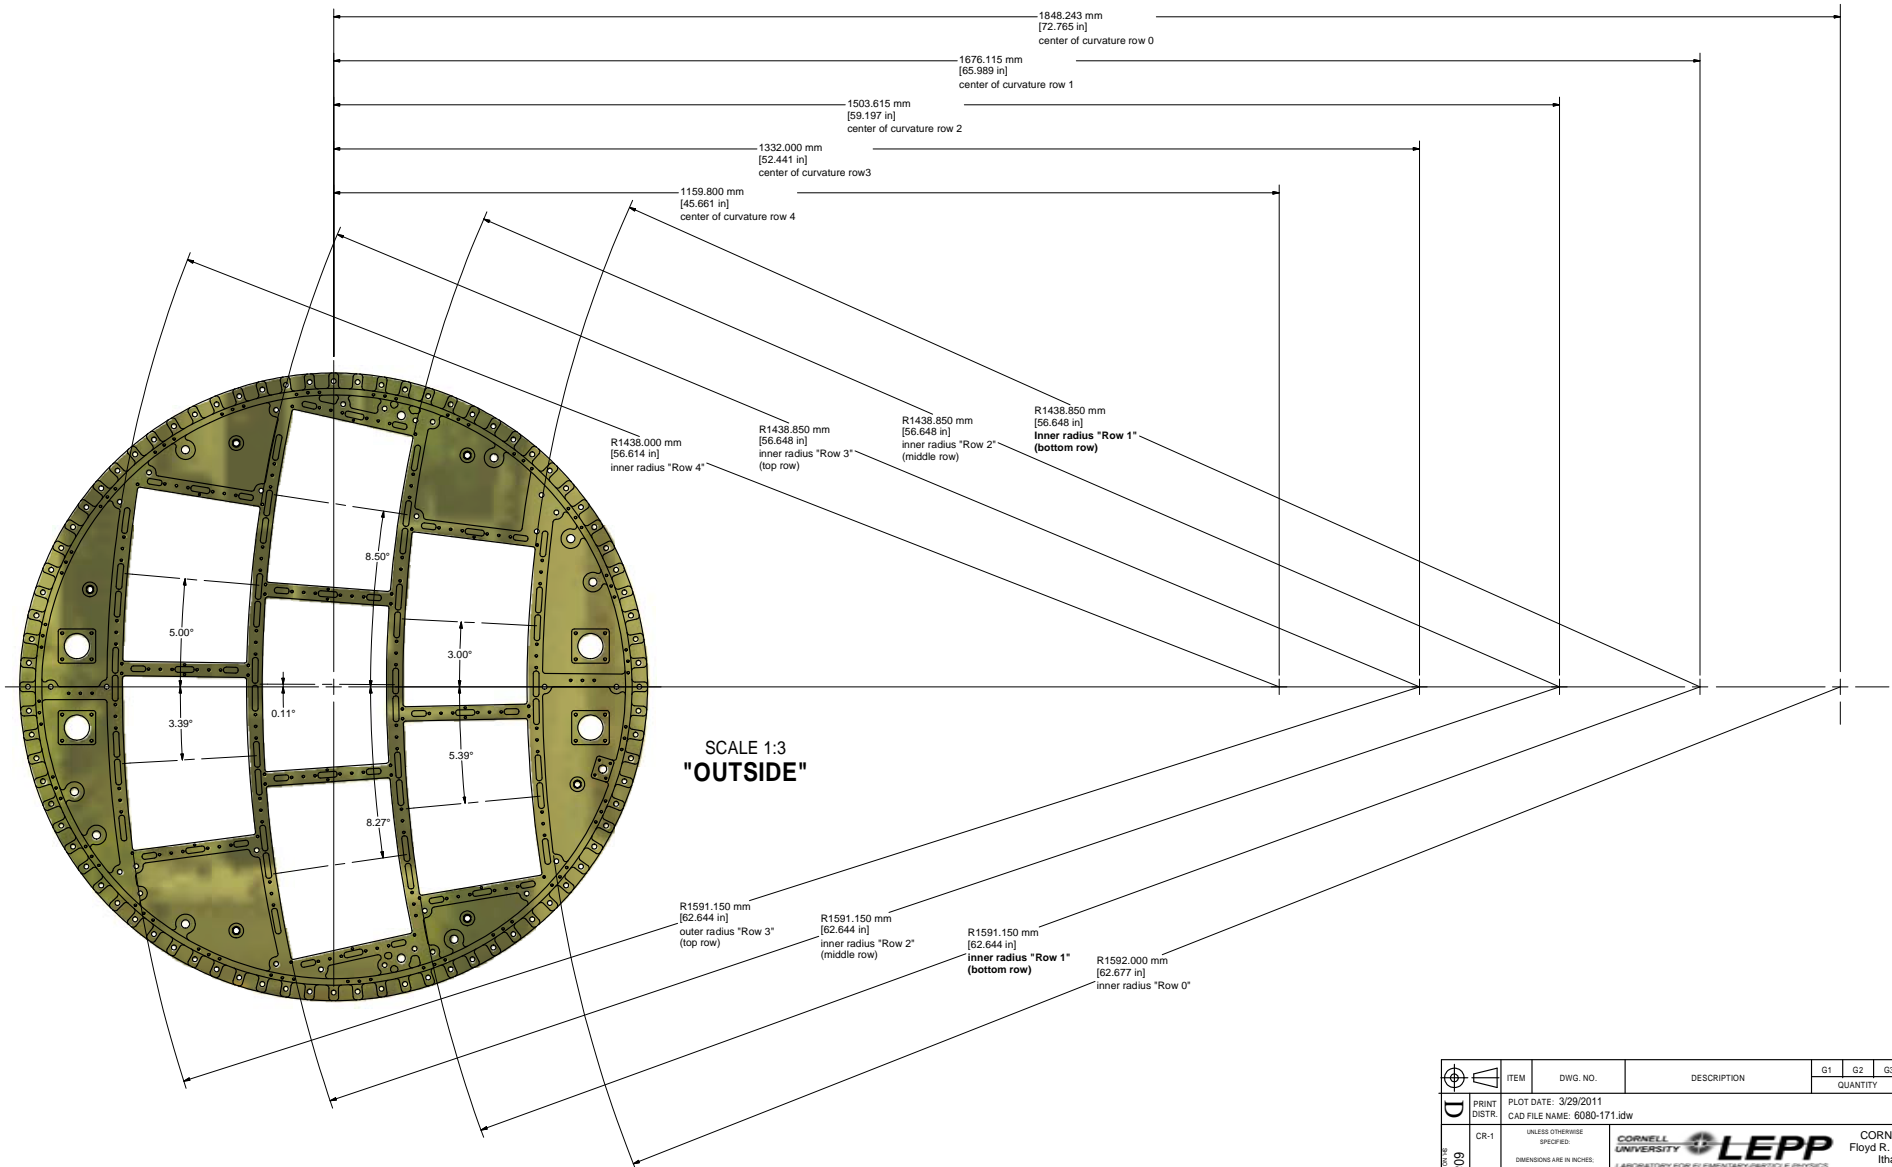 1848.243 mm
[72.765 in]
center of curvature row 0
1676.115 mm
[65.989 in]
center of curvature row 1
1503.615 mm
[59.197 in]
center of curvature row 2
1332.000 mm
[52.441 in]
center of curvature row3
1159.800 mm
[45.661 in]
center of curvature row 4
R1438.000 mm
[56.614 in]
inner radius "Row 4"
R1438.850 mm
[56.648 in]
inner radius "Row 3"
(top row)
R1438.850 mm
[56.648 in]
inner radius "Row 2"
(middle row)
R1438.850 mm
[56.648 in]
Inner radius "Row 1"
(bottom row)
8.50°
5.00°
3.00°
0.11°
3.39°
5.39°
8.27°
SCALE 1:3
"OUTSIDE"
R1591.150 mm
[62.644 in]
outer radius "Row 3"
(top row)
R1591.150 mm
[62.644 in]
inner radius "Row 2"
(middle row)
R1591.150 mm
[62.644 in]
inner radius "Row 1"
(bottom row)
R1592.000 mm
[62.677 in]
inner radius "Row 0"
ITEM DWG. NO. DESCRIPTION G1 G2 G3
QUANTITY
D PRINT DISTR. PLOT DATE: 3/29/2011
CAD FILE NAME: 6080-171.idw
CR-1
UNLESS OTHERWISE
SPECIFIED:
DIMENSIONS ARE IN INCHES;
CORNELL
UNIVERSITY LEPP
LABORATORY FOR ELEMENTARY-PARTICLE PHYSICS
CORN
Floyd R.
Itha